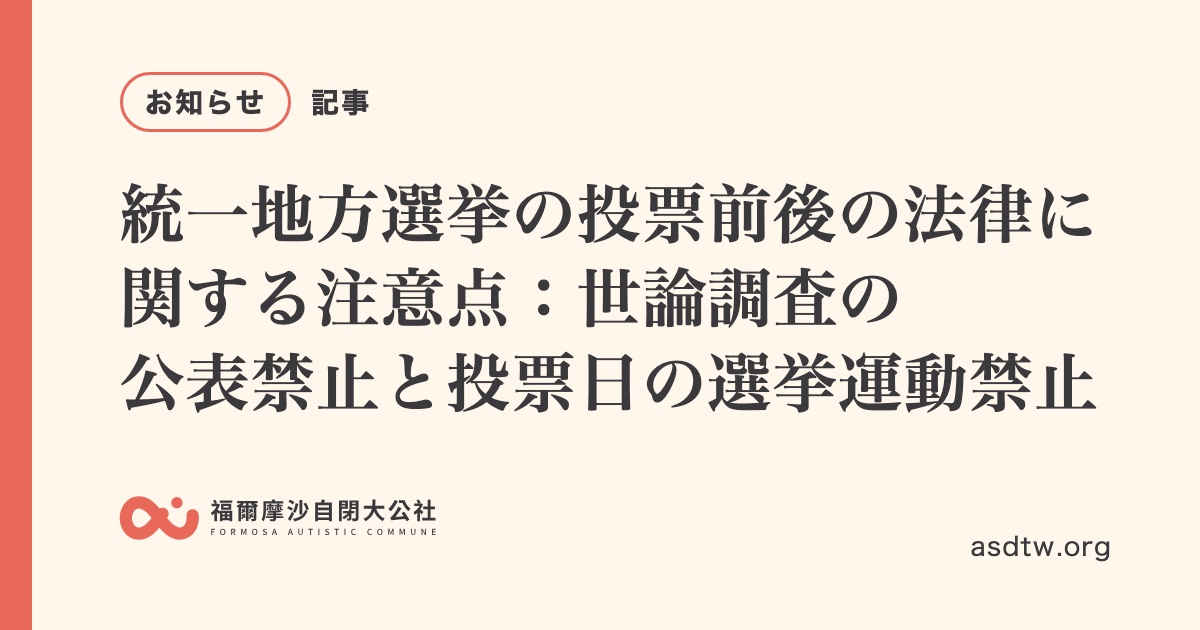 お知らせ 記事
統一地方選挙の投票前後の法律に
関する注意点：世論調査の
公表禁止と投票日の選挙運動禁止
福爾摩沙自閉大公社
FORMOSA AUTISTIC COMMUNE
asdtw.org